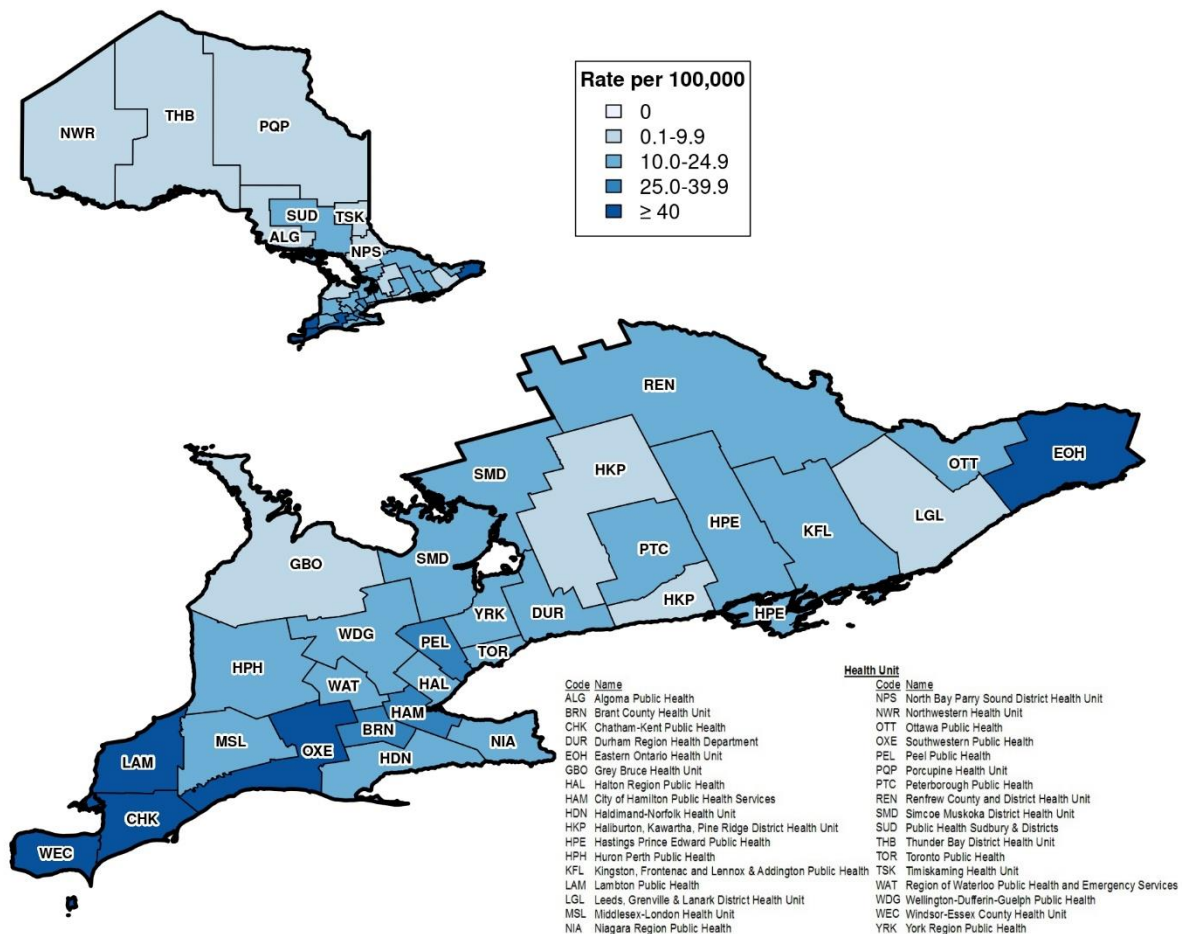 Rate per 100,000
0
0.1-9.9
10.0-24.9
25.0-39.9
≥ 40
NWR
THB
PQP
SUD
TSK
ALG
NPS
REN
SMD
HKP
OTT
EOH
HPE
KFL
LGL
PTC
GBO
SMD
YRK
DUR
HKP
HPE
WDG
PEL
TOR
HPH
WAT
HAL
HAM
MSL
OXE
BRN
NIA
LAM
HDN
CHK
WEC
Health Unit
Code Name
ALG Algoma Public Health
BRN Brant County Health Unit
CHK Chatham-Kent Public Health
DUR Durham Region Health Department
EOH Eastern Ontario Health Unit
GBO Grey Bruce Health Unit
HAL Halton Region Public Health
HAM City of Hamilton Public Health Services
HDN Haldimand-Norfolk Health Unit
HKP Haliburton, Kawartha, Pine Ridge District Health Unit
HPE Hastings Prince Edward Public Health
HPH Huron Perth Public Health
KFL Kingston, Frontenac and Lennox & Addington Public Health
LAM Lambton Public Health
LGL Leeds, Grenville & Lanark District Health Unit
MSL Middlesex-London Health Unit
NIA Niagara Region Public Health
Code Name
NPS North Bay Parry Sound District Health Unit
NWR Northwestern Health Unit
OTT Ottawa Public Health
OXE Southwestern Public Health
PEL Peel Public Health
PQP Porcupine Health Unit
PTC Peterborough Public Health
REN Renfrew County and District Health Unit
SMD Simcoe Muskoka District Health Unit
SUD Public Health Sudbury & Districts
THB Thunder Bay District Health Unit
TOR Toronto Public Health
TSK Timiskaming Health Unit
WAT Region of Waterloo Public Health and Emergency Services
WDG Wellington-Dufferin-Guelph Public Health
WEC Windsor-Essex County Health Unit
YRK York Region Public Health